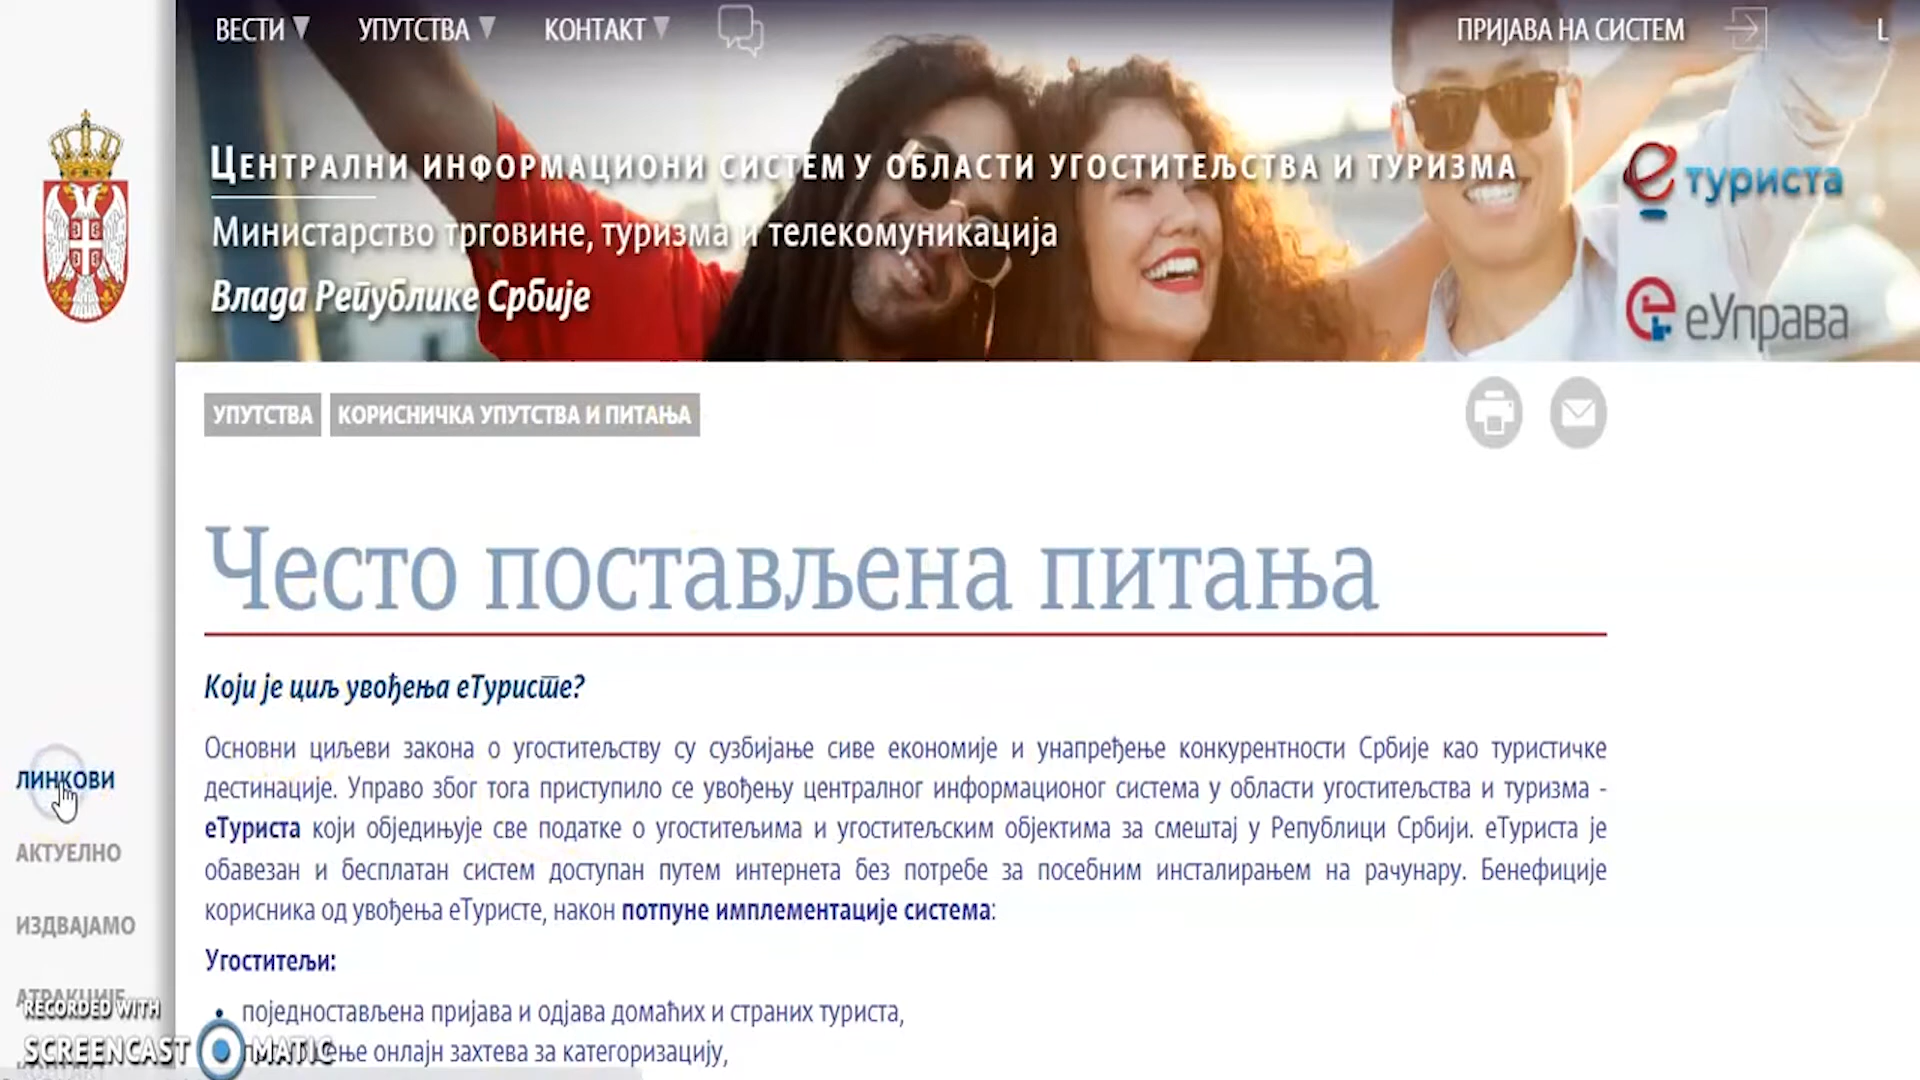 ВЕСТИ УПУТСТВА КОНТАКТ ПРИЈАВА НА СИСТЕМ L
ЦЕНТРАЛНИ ИНФОРМАЦИОНИ СИСТЕМ У ОБЛАСТИ УГОСТИТЕЉСТВА И ТУРИЗМА
Министарство трговине, туризма и телекомуникација
Влада Републике Србије
е туриста
еУправа
УПУТСТВА КОРИСНИЧКА УПУТСТВА И ПИТАЊА
Често постављена питања
Који је циљ увођења еТуристе?
Основни циљеви закона о угоститељству су сузбијање сиве економије и унапређење конкурентности Србије као туристичке
дестинације. Управо због тога приступило се увођењу централног информационог система у области угоститељства и туризма -
еТуриста који обједињује све податке о угоститељима и угоститељским објектима за смештај у Републици Србији. еТуриста је
обавезан и бесплатан систем доступан путем интернета без потребе за посебним инсталирањем на рачунару. Бенефиције
корисника од увођења еТуристе, након потпуне имплементације система:
Угоститељи:
• поједностављена пријава и одјава домаћих и страних туриста,
онлајн захтева за категоризацију,
ЛИНКОВИ
АКТУЕЛНО
ИЗДВАЈАМО
АТРАКЦИЈЕ
RECORDED WITH
SCREENCAST MATIC